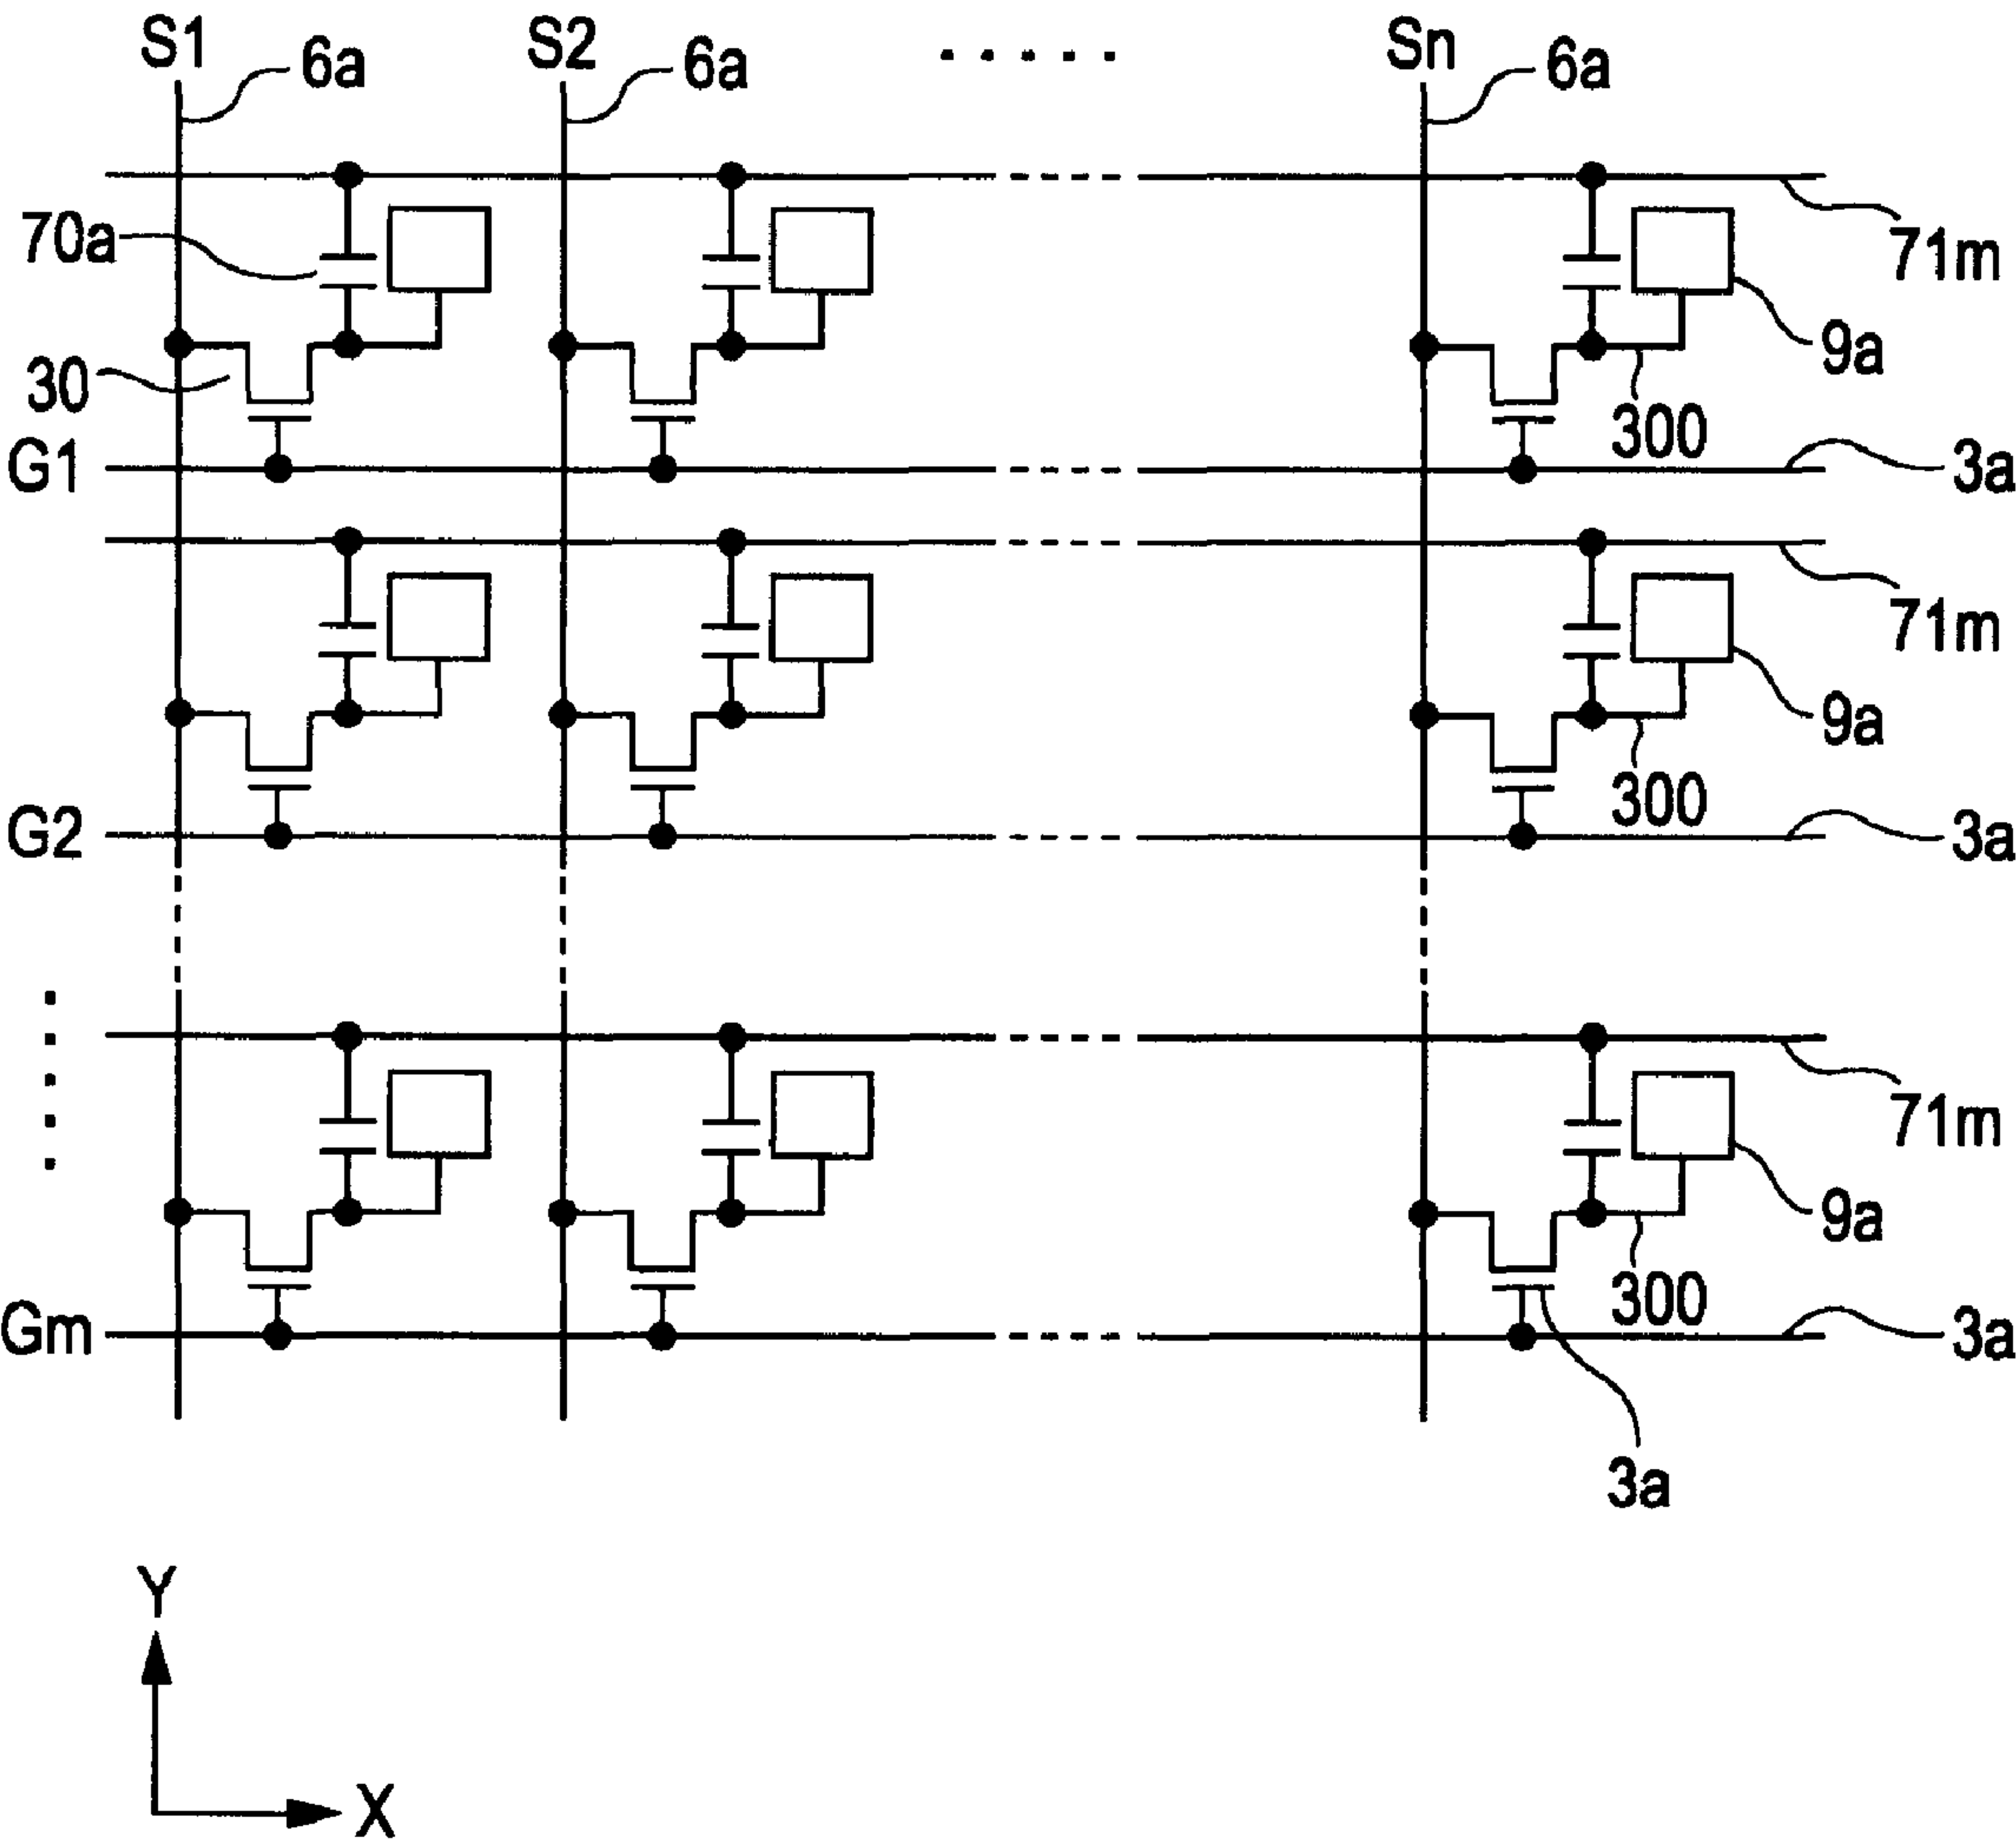 S1 6a S2 6a ..... Sn 6a
70a 71m
9a
30 300
G1 3a
71m
9a
300
G2 3a
71m
9a
300
Gm 3a
3a
Y
X